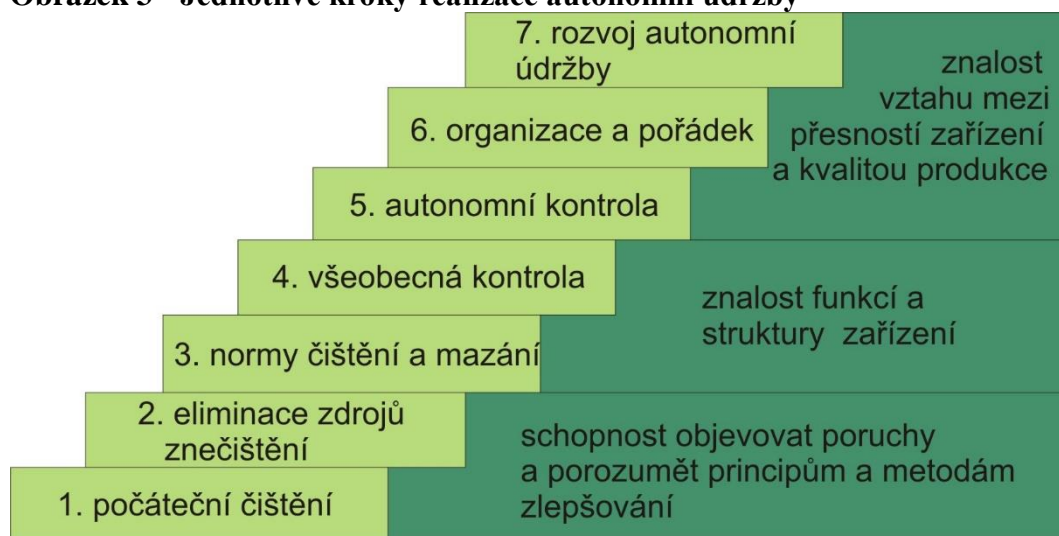 Obrázek 3 - Jednotlivé kroky realizace autonomní údržby
7. rozvoj autonomní
údržby
znalost
vztahu mezi
přesností zařízení
a kvalitou produkce
6. organizace a pořádek
5. autonomní kontrola
4. všeobecná kontrola
znalost funkcí a
struktury zařízení
3. normy čištění a mazání
2. eliminace zdrojů
znečištění
schopnost objevovat poruchy
a porozumět principům a metodám
zlepšování
1. počáteční čištění